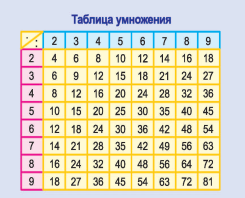 Таблица умножения
· : 2 3 4 5 6 7 8 9
2 4 6 8 10 12 14 16 18
3 6 9 12 15 18 21 24 27
4 8 12 16 20 24 28 32 36
5 10 15 20 25 30 35 40 45
6 12 18 24 30 36 42 48 54
7 14 21 28 35 42 49 56 63
8 16 24 32 40 48 56 64 72
9 18 27 36 45 54 63 72 81